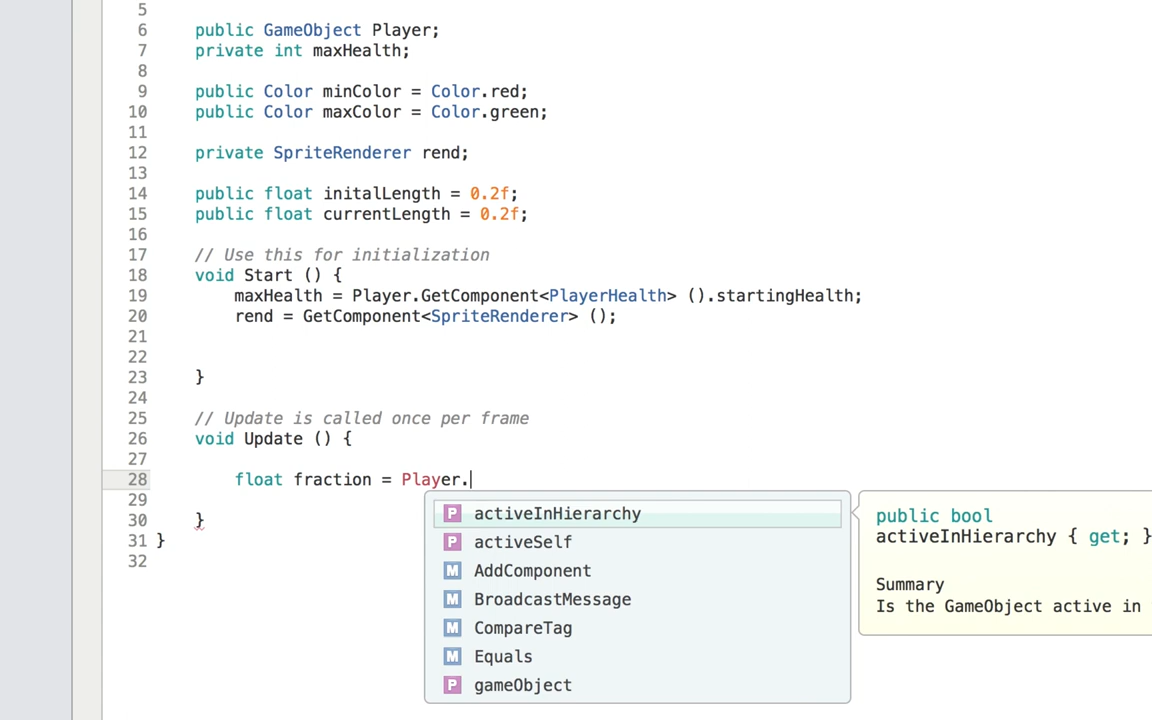 5
6 public GameObject Player;
7 private int maxHealth;
8
9 public Color minColor = Color.red;
10 public Color maxColor = Color.green;
11
12 private SpriteRenderer rend;
13
14 public float initalLength = 0.2f;
15 public float currentLength = 0.2f;
16
17 // Use this for initialization
18 void Start () {
19 maxHealth = Player.GetComponent<PlayerHealth> ().startingHealth;
20 rend = GetComponent<SpriteRenderer> ();
21
22
23 }
24
25 // Update is called once per frame
26 void Update () {
27
28 float fraction = Player.
29
30 }
31 }
32
P activeInHierarchy
P activeSelf
M AddComponent
M BroadcastMessage
M CompareTag
M Equals
P gameObject
public bool
activeInHierarchy { get; }
Summary
Is the GameObject active in